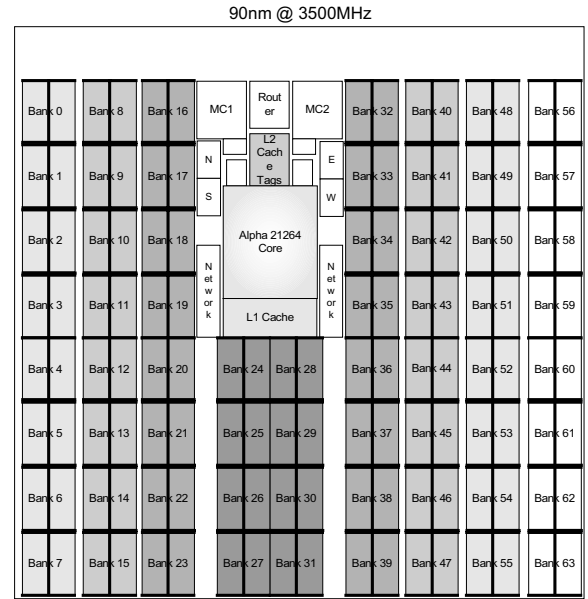 90nm @ 3500MHz
Bank 0
Bank 8
Bank 16
MC1
Rout
er
MC2
Bank 32
Bank 40
Bank 48
Bank 56
L2
Cach
e
Tags
N
E
Bank 1
Bank 9
Bank 17
Bank 33
Bank 41
Bank 49
Bank 57
S
W
Bank 2
Bank 10
Bank 18
Alpha 21264
Core
Bank 34
Bank 42
Bank 50
Bank 58
N
et
w
or
k
N
et
w
or
k
Bank 3
Bank 11
Bank 19
L1 Cache
Bank 35
Bank 43
Bank 51
Bank 59
Bank 4
Bank 12
Bank 20
Bank 24
Bank 28
Bank 36
Bank 44
Bank 52
Bank 60
Bank 5
Bank 13
Bank 21
Bank 25
Bank 29
Bank 37
Bank 45
Bank 53
Bank 61
Bank 6
Bank 14
Bank 22
Bank 26
Bank 30
Bank 38
Bank 46
Bank 54
Bank 62
Bank 7
Bank 15
Bank 23
Bank 27
Bank 31
Bank 39
Bank 47
Bank 55
Bank 63